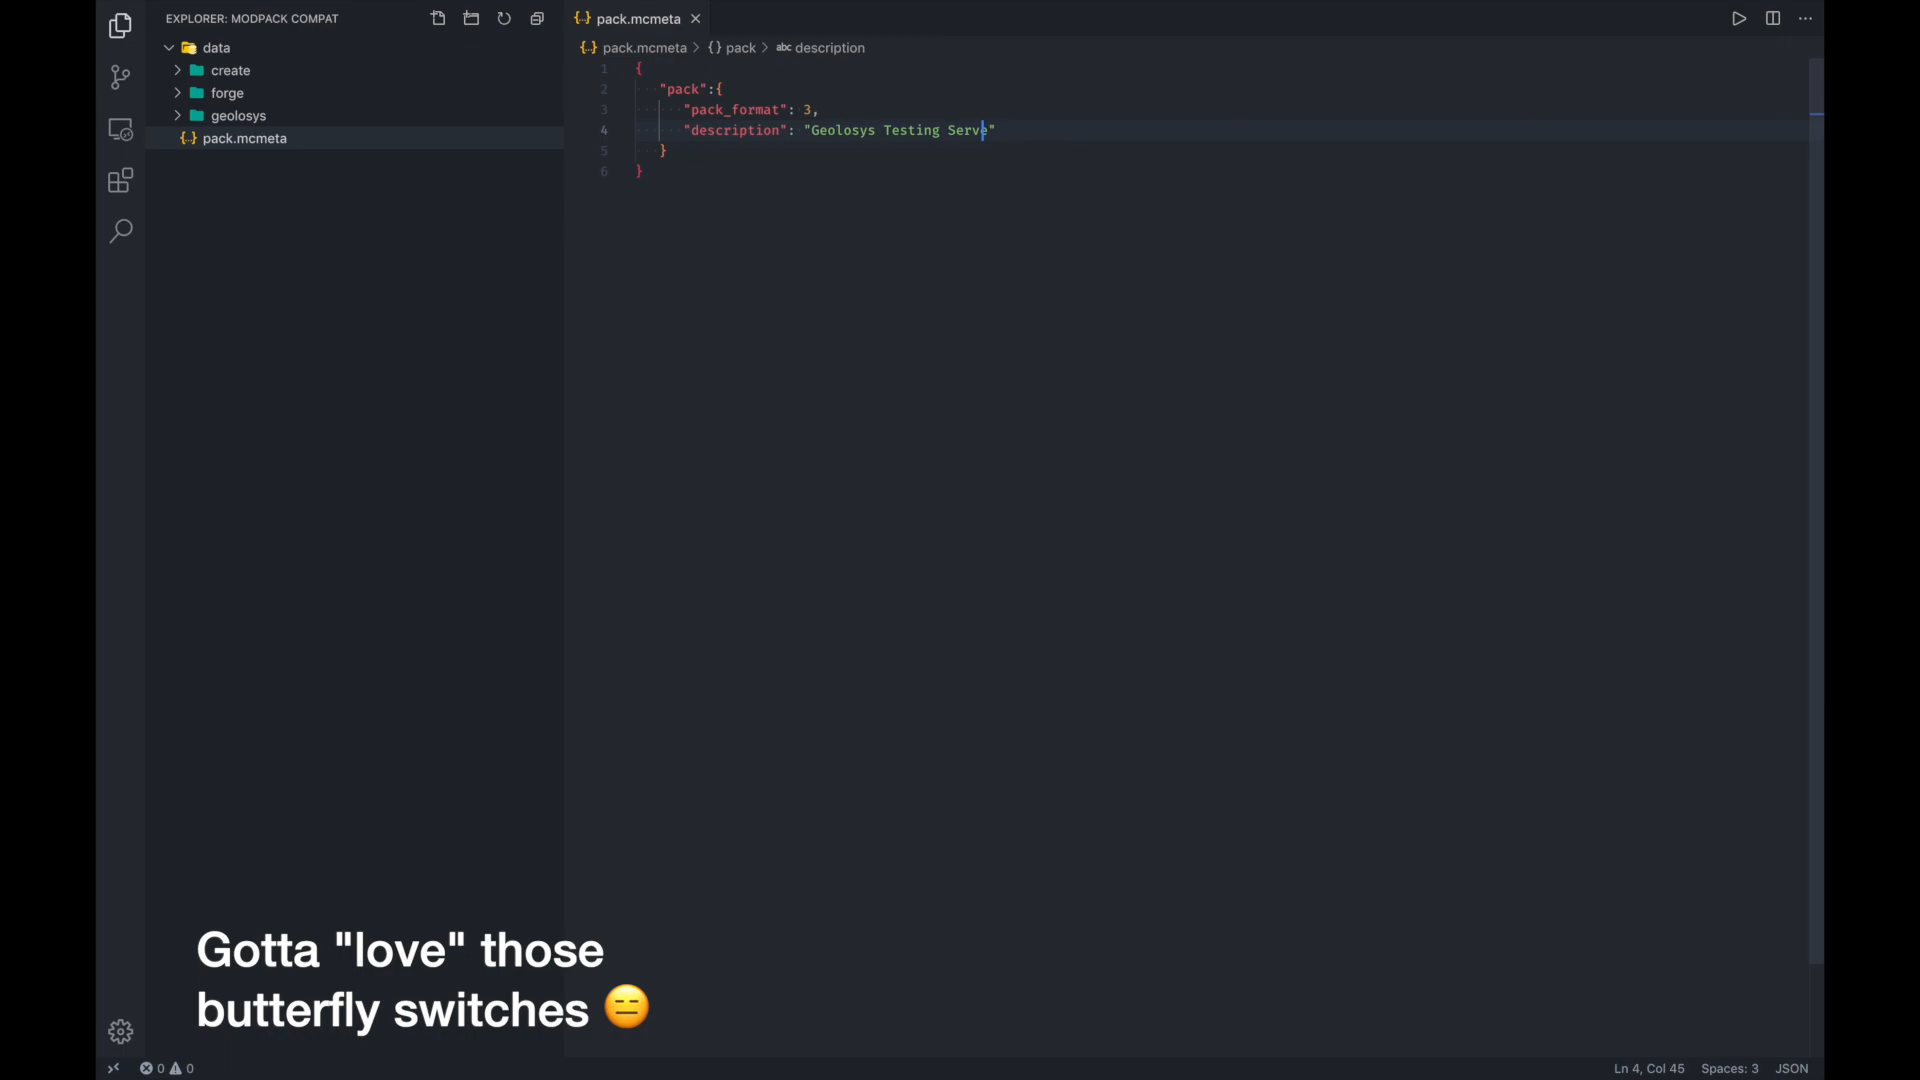 EXPLORER: MODPACK COMPAT
data
create
forge
geolosys
{..} pack.mcmeta
{..} pack.mcmeta
{..} pack.mcmeta > {} pack > abc description
1 {
2 "pack":{
3 "pack_format": 3,
4 "description": "Geolosys Testing Serve"
5 }
6 }
Gotta "love" those
butterfly switches 😑
0 0
Ln 4, Col 45 Spaces: 3 JSON